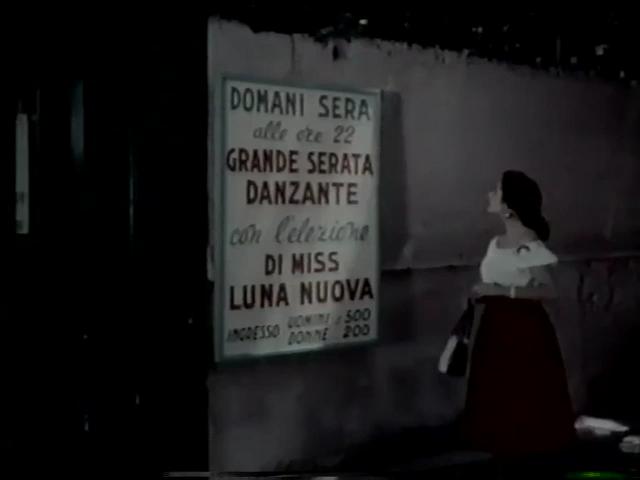 DOMANI SERA
alle ore 22
GRANDE SERATA
DANZANTE
con l'elezione
DI MISS
LUNA NUOVA
INGRESSO UOMINI £ 500
DONNE £ 200